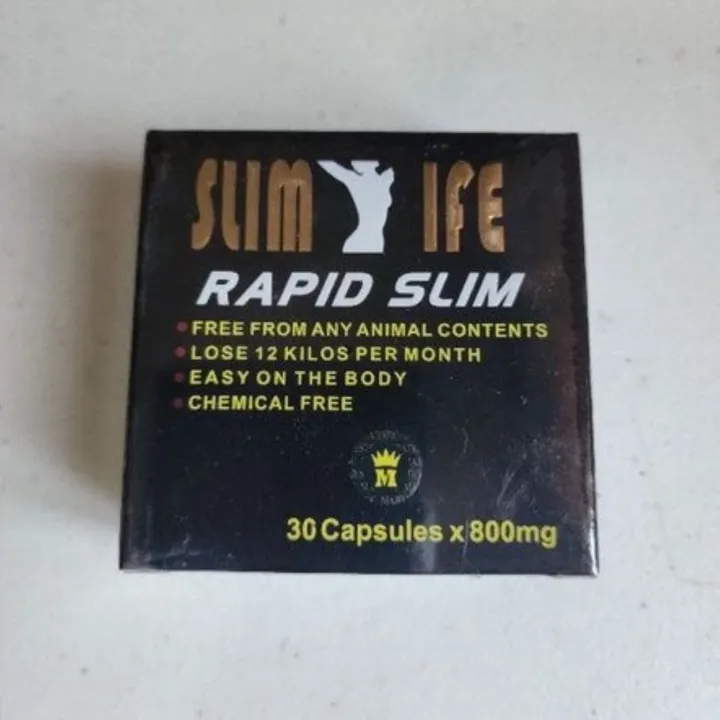 SLIM IFE
RAPID SLIM
FREE FROM ANY ANIMAL CONTENTS
LOSE 12 KILOS PER MONTH
EASY ON THE BODY
CHEMICAL FREE
M
30 Capsules x 800mg